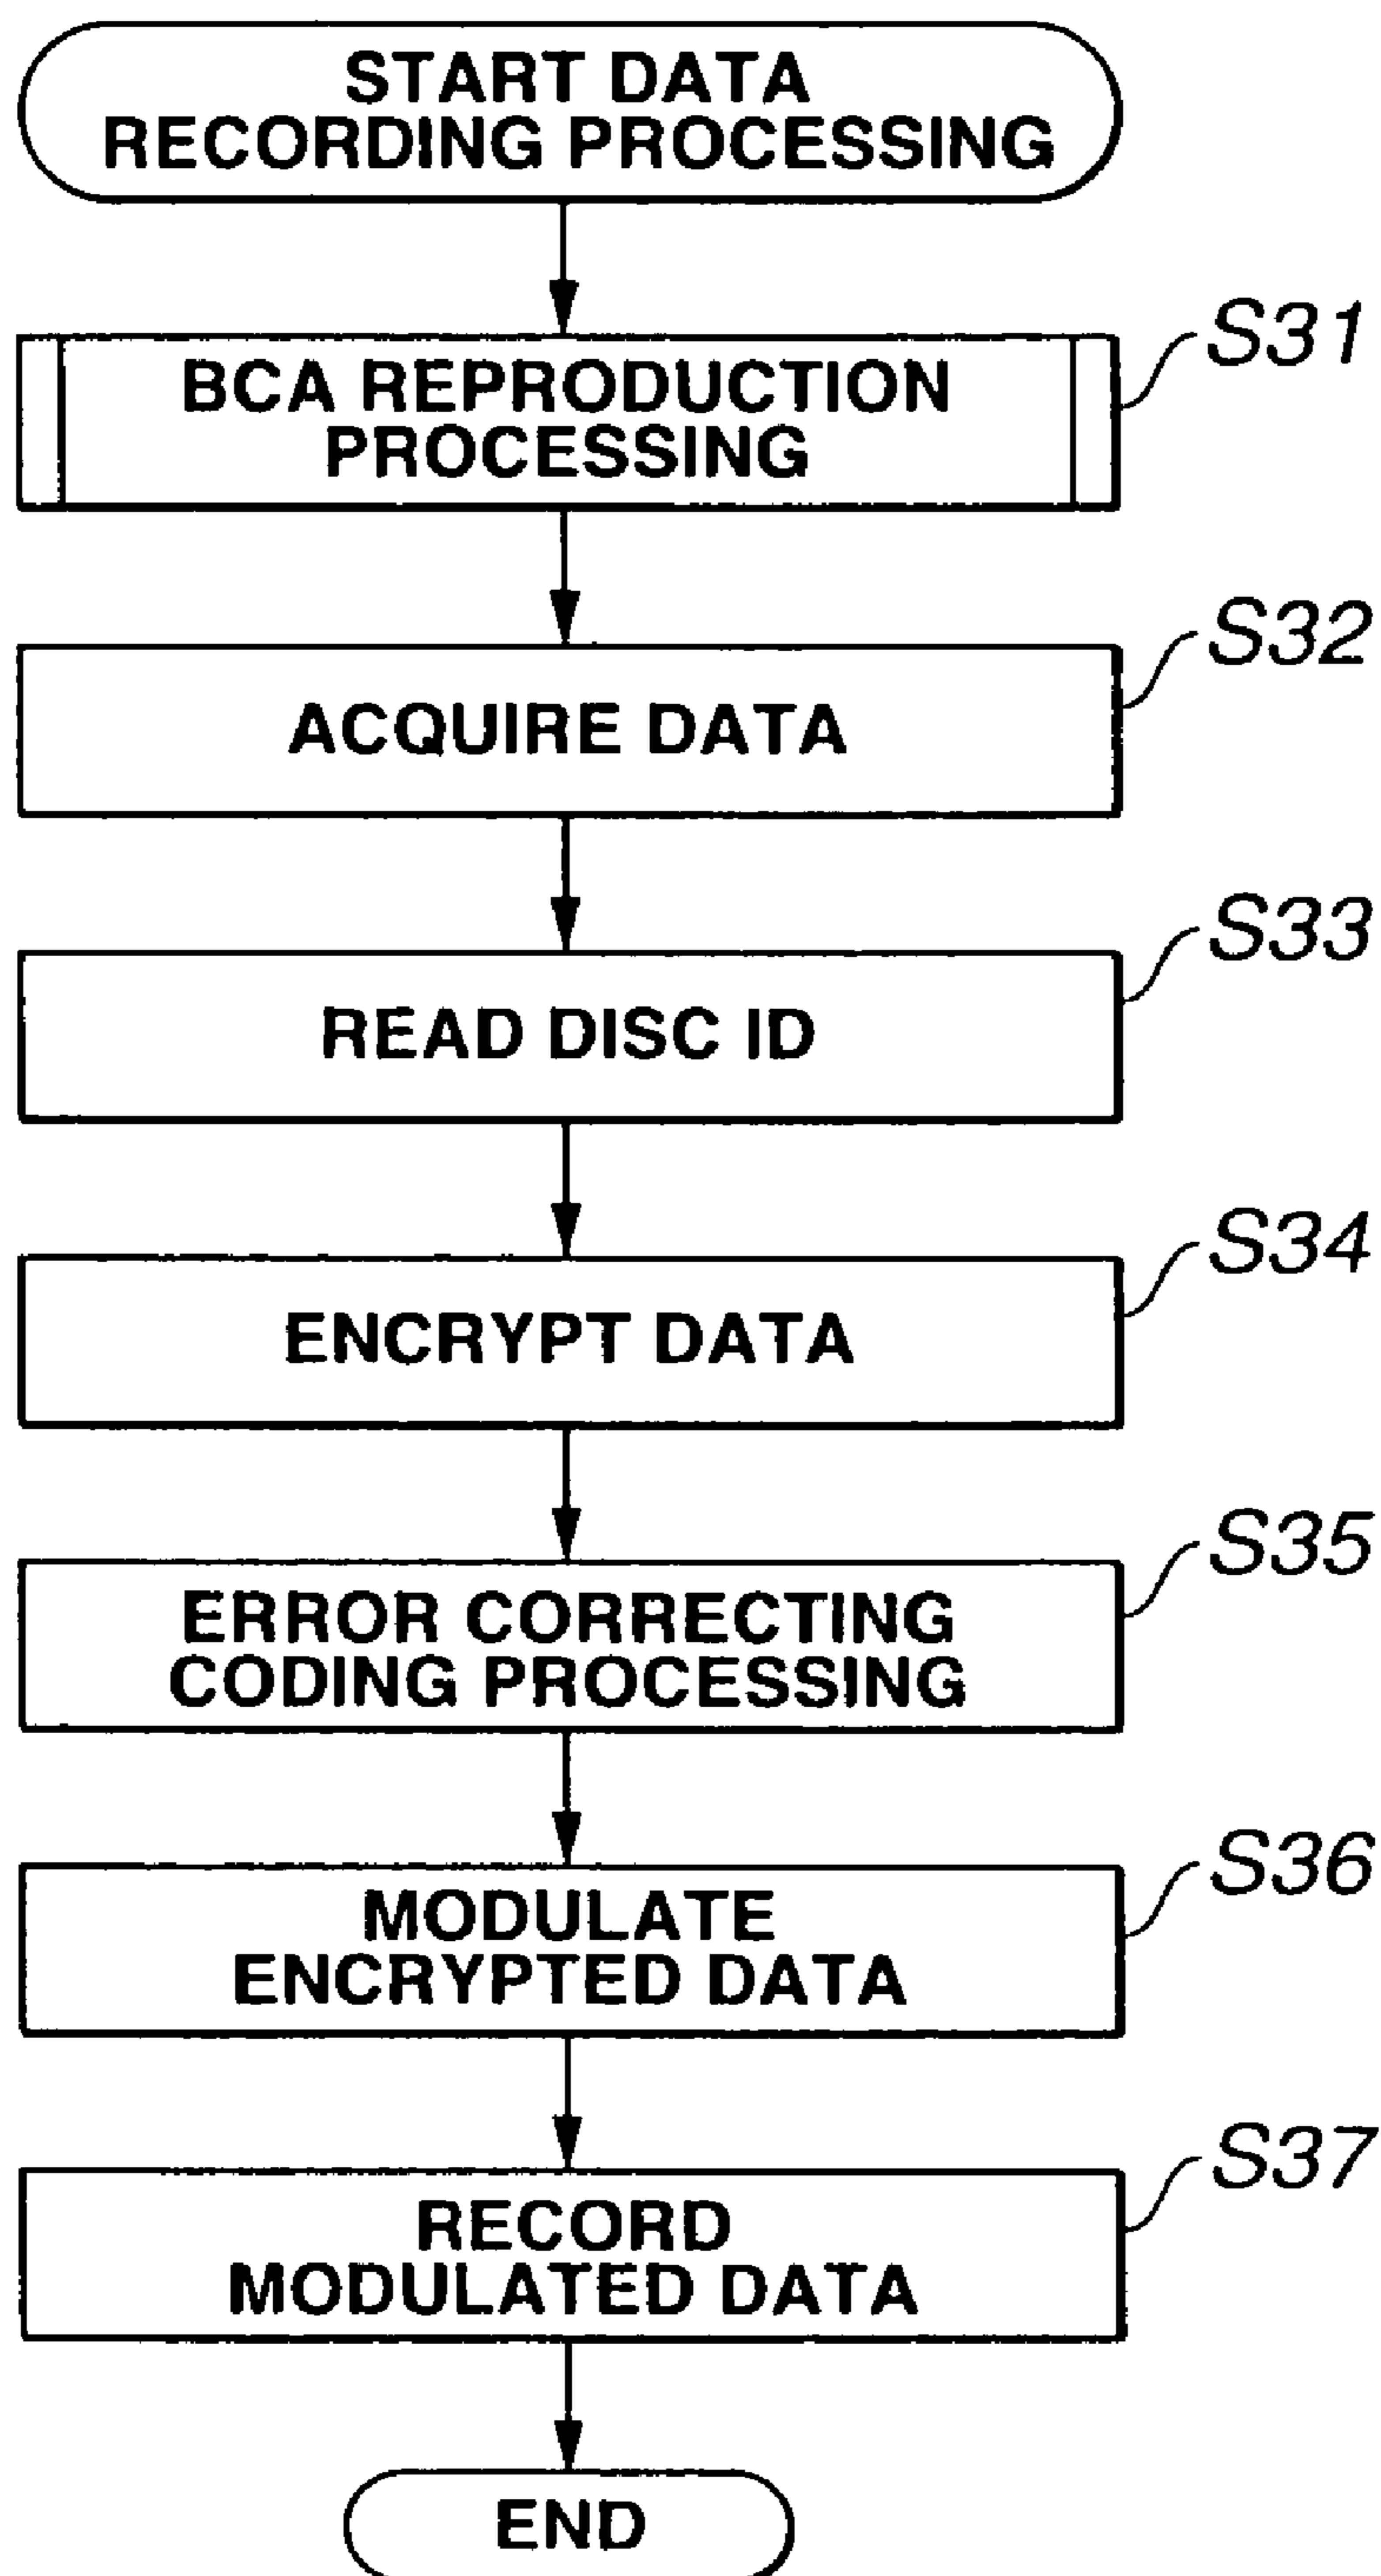 START DATA
RECORDING PROCESSING
S31
BCA REPRODUCTION
PROCESSING
S32
ACQUIRE DATA
S33
READ DISC ID
S34
ENCRYPT DATA
S35
ERROR CORRECTING
CODING PROCESSING
S36
MODULATE
ENCRYPTED DATA
S37
RECORD
MODULATED DATA
END